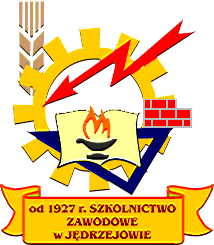 od 1927 r. SZKOLNICTWO
ZAWODOWE
w JĘDRZEJOWIE